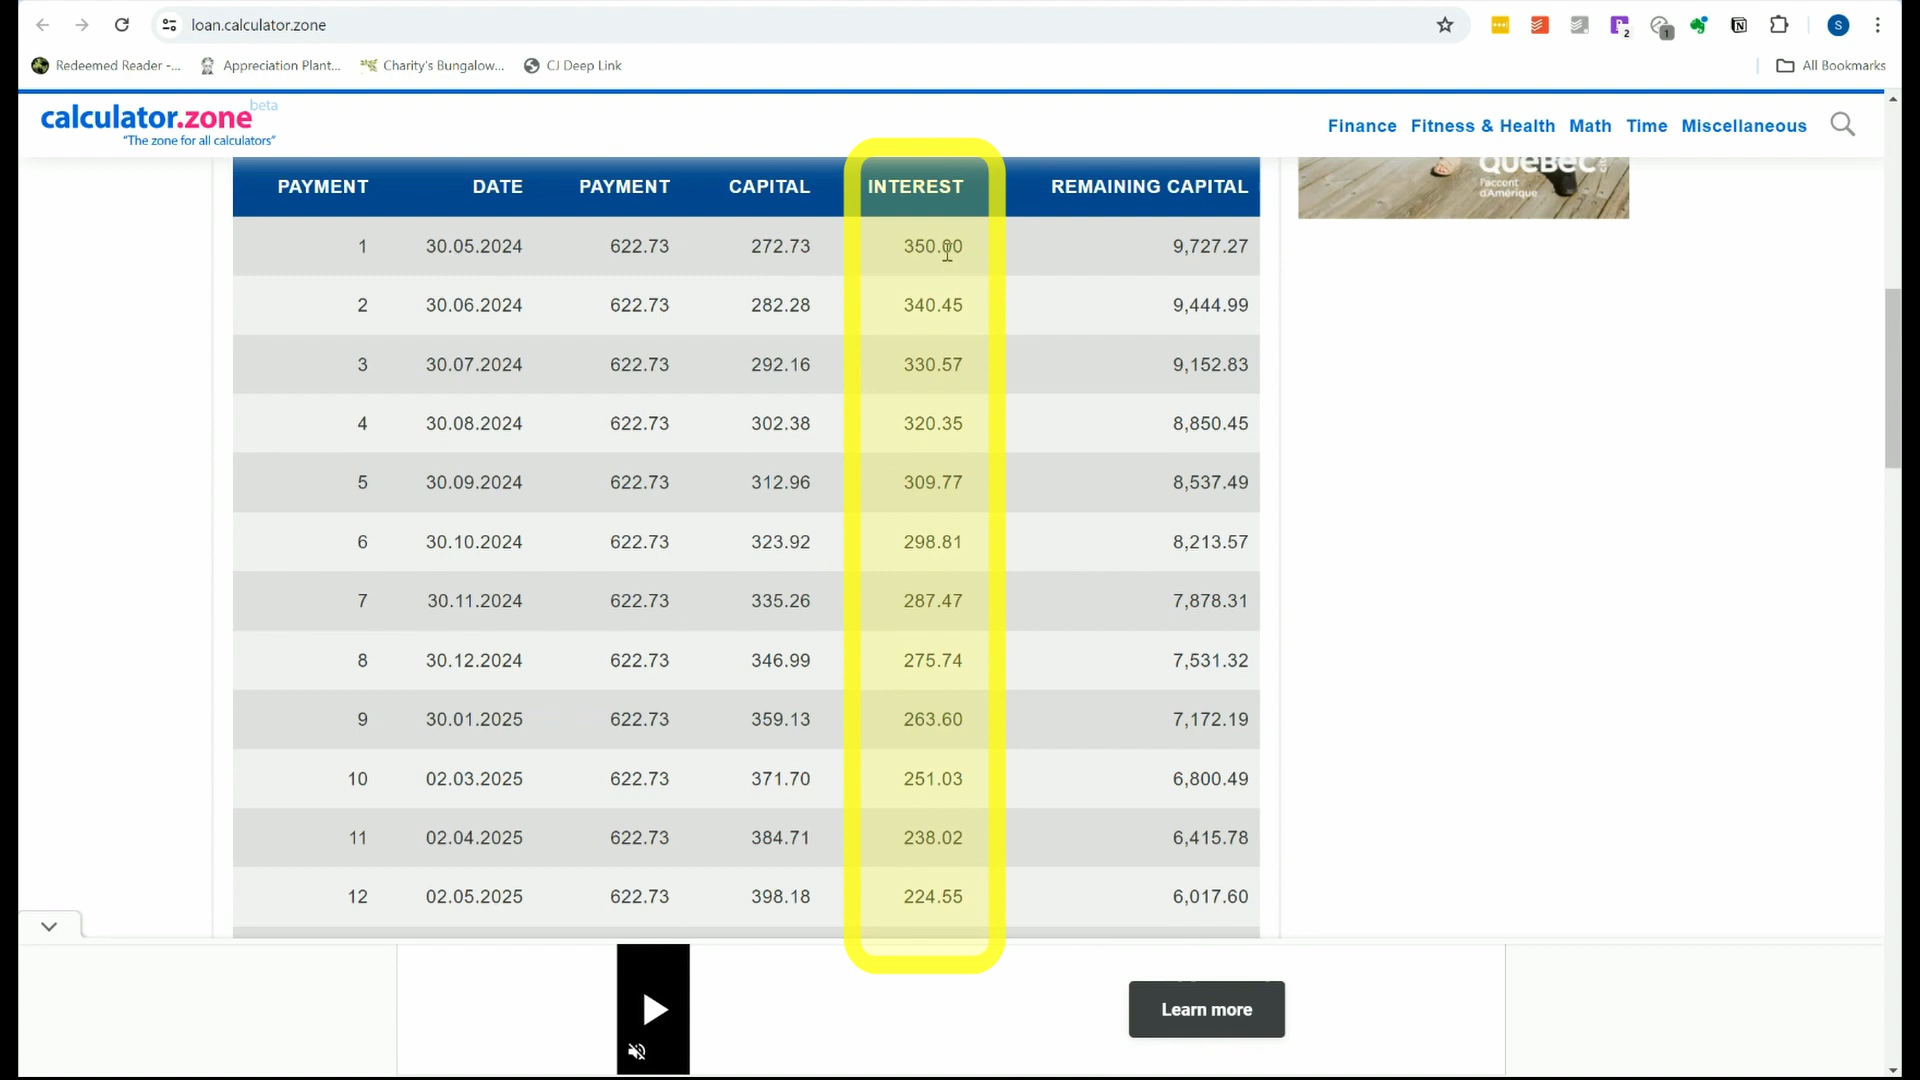 loan.calculator.zone
2
1
S
Redeemed Reader -... Appreciation Plant... Charity's Bungalow... CJ Deep Link All Bookmarks
calculator.zone beta
"The zone for all calculators"
Finance Fitness & Health Math Time Miscellaneous
QUÉBEC cité
l'accent
d'Amérique
PAYMENT DATE PAYMENT CAPITAL INTEREST REMAINING CAPITAL
1 30.05.2024 622.73 272.73 350.00 9,727.27
2 30.06.2024 622.73 282.28 340.45 9,444.99
3 30.07.2024 622.73 292.16 330.57 9,152.83
4 30.08.2024 622.73 302.38 320.35 8,850.45
5 30.09.2024 622.73 312.96 309.77 8,537.49
6 30.10.2024 622.73 323.92 298.81 8,213.57
7 30.11.2024 622.73 335.26 287.47 7,878.31
8 30.12.2024 622.73 346.99 275.74 7,531.32
9 30.01.2025 622.73 359.13 263.60 7,172.19
10 02.03.2025 622.73 371.70 251.03 6,800.49
11 02.04.2025 622.73 384.71 238.02 6,415.78
12 02.05.2025 622.73 398.18 224.55 6,017.60
Learn more